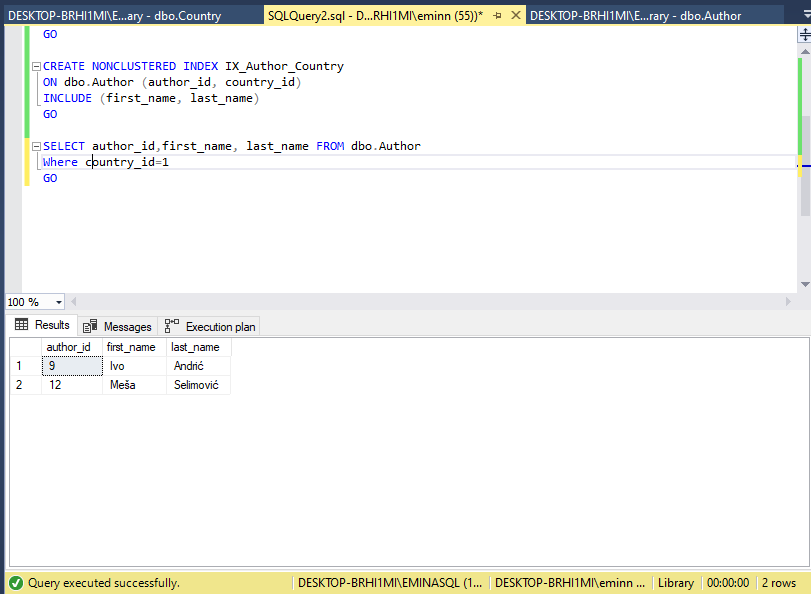 DESKTOP-BRHI1MI\E...ary - dbo.Country SQLQuery2.sql - D...RHI1MI\eminn (55))* DESKTOP-BRHI1MI\E...rary - dbo.Author
GO
CREATE NONCLUSTERED INDEX IX_Author_Country
ON dbo.Author (author_id, country_id)
INCLUDE (first_name, last_name)
GO
SELECT author_id,first_name, last_name FROM dbo.Author
Where country_id=1
GO
100 %
Results Messages Execution plan
author_id first_name last_name
1 9 Ivo Andrić
2 12 Meša Selimović
Query executed successfully. DESKTOP-BRHI1MI\EMINASQL (1... DESKTOP-BRHI1MI\eminn ... Library 00:00:00 2 rows